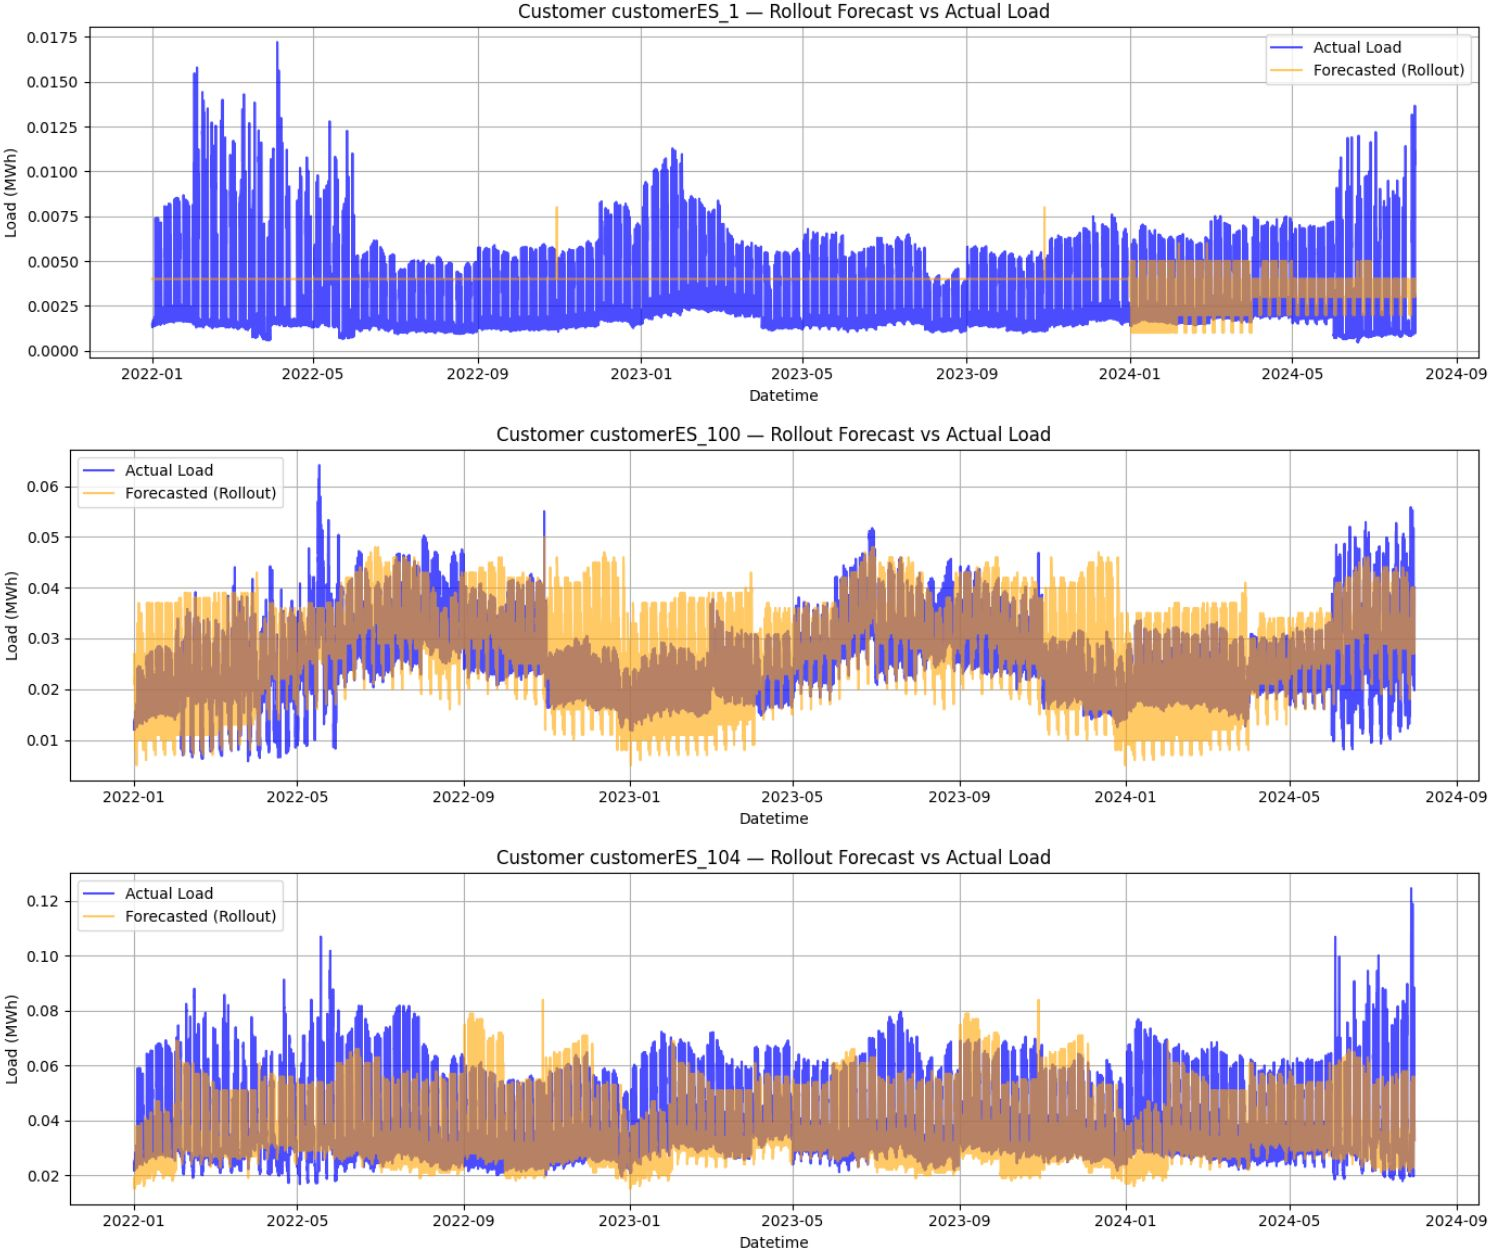 Customer customerES_1 — Rollout Forecast vs Actual Load
Load (MWh)
0.0175
0.0150
0.0125
0.0100
0.0075
0.0050
0.0025
0.0000
Actual Load
Forecasted (Rollout)
2022-01 2022-05 2022-09 2023-01 2023-05 2023-09 2024-01 2024-05 2024-09
Datetime
Customer customerES_100 — Rollout Forecast vs Actual Load
Load (MWh)
0.06
0.05
0.04
0.03
0.02
0.01
Actual Load
Forecasted (Rollout)
2022-01 2022-05 2022-09 2023-01 2023-05 2023-09 2024-01 2024-05 2024-09
Datetime
Customer customerES_104 — Rollout Forecast vs Actual Load
Load (MWh)
0.12
0.10
0.08
0.06
0.04
0.02
Actual Load
Forecasted (Rollout)
2022-01 2022-05 2022-09 2023-01 2023-05 2023-09 2024-01 2024-05 2024-09
Datetime